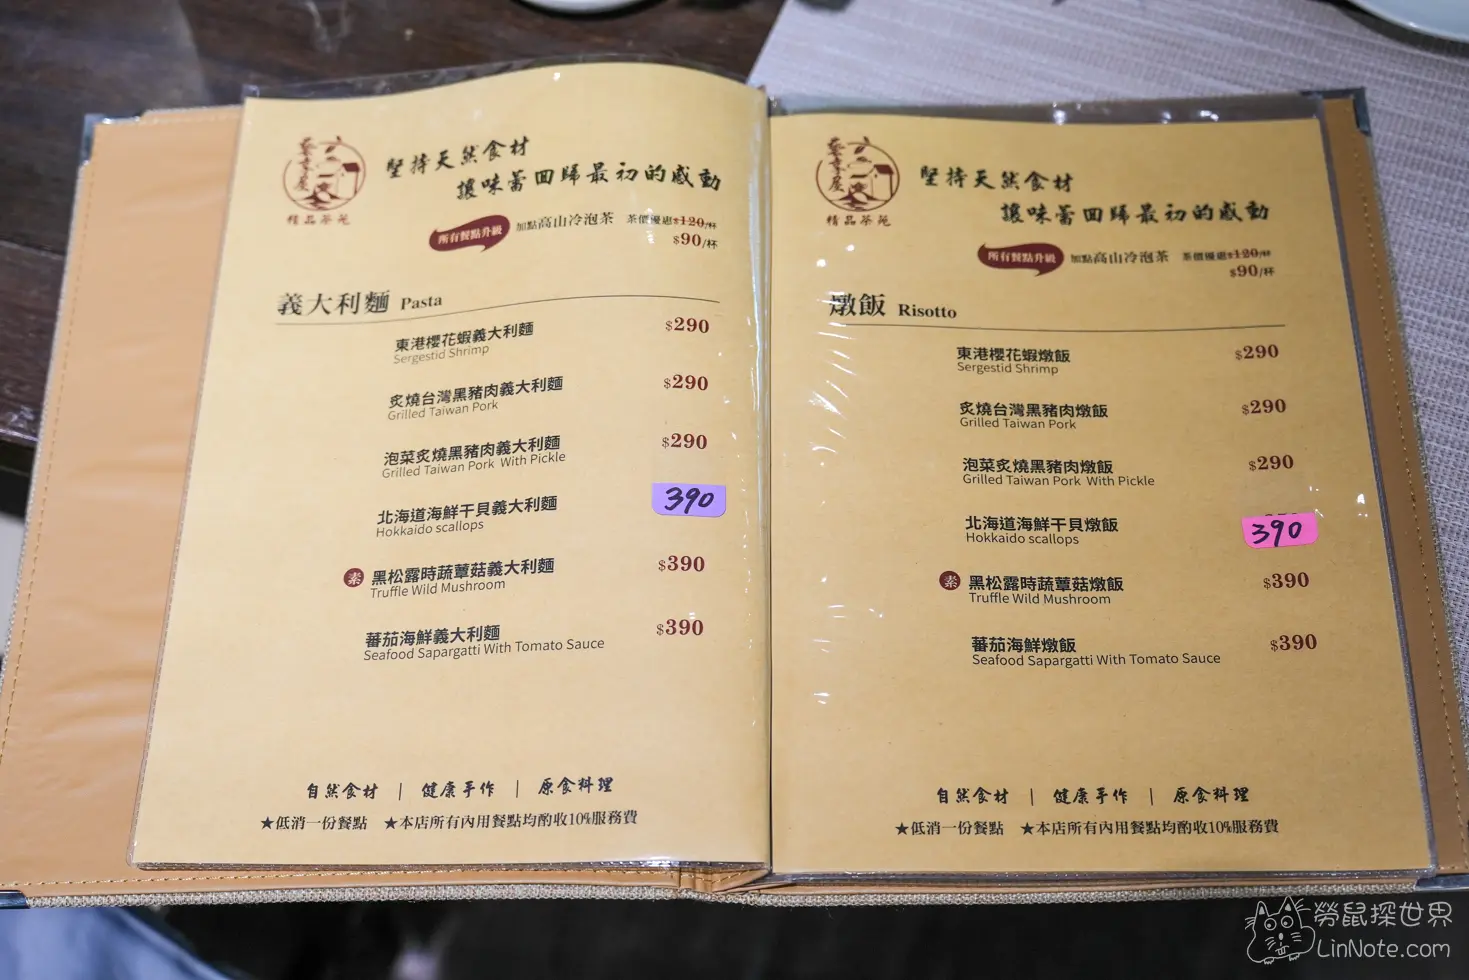 精品茶苑
堅持天然食材
讓味蕾回歸最初的感動
所有餐點升級 加點高山冷泡茶 茶價優惠$120/杯
$90/杯
義大利麵 Pasta
東港櫻花蝦義大利麵 $290
Sergestid Shrimp
炙燒台灣黑豬肉義大利麵 $290
Grilled Taiwan Pork
泡菜炙燒黑豬肉義大利麵 $290
Grilled Taiwan Pork With Pickle
北海道海鮮干貝義大利麵 390
Hokkaido scallops
素 黑松露時蔬蕈菇義大利麵 $390
Truffle Wild Mushroom
蕃茄海鮮義大利麵 $390
Seafood Sapargatti With Tomato Sauce
自然食材 | 健康手作 | 原食料理
★低消一份餐點 ★本店所有內用餐點均酌收10%服務費
精品茶苑
堅持天然食材
讓味蕾回歸最初的感動
所有餐點升級 加點高山冷泡茶 茶價優惠$120/杯
$90/杯
燉飯 Risotto
東港櫻花蝦燉飯 $290
Sergestid Shrimp
炙燒台灣黑豬肉燉飯 $290
Grilled Taiwan Pork
泡菜炙燒黑豬肉燉飯 $290
Grilled Taiwan Pork With Pickle
北海道海鮮干貝燉飯 390
Hokkaido scallops
素 黑松露時蔬蕈菇燉飯 $390
Truffle Wild Mushroom
蕃茄海鮮燉飯 $390
Seafood Sapargatti With Tomato Sauce
自然食材 | 健康手作 | 原食料理
★低消一份餐點 ★本店所有內用餐點均酌收10%服務費
勞鼠探世界
LinNote.com